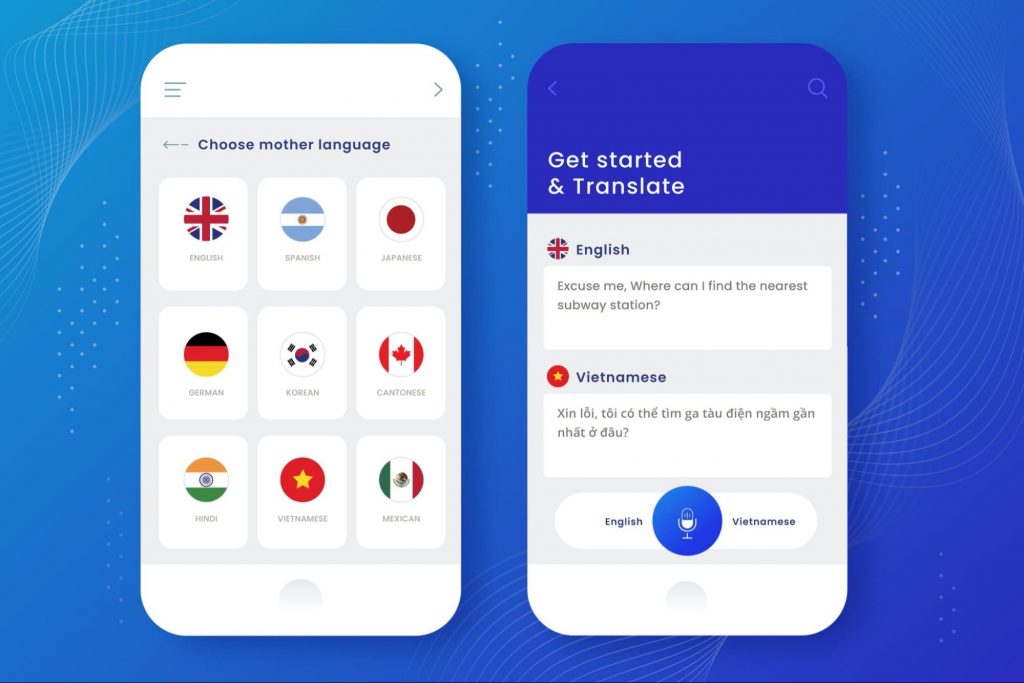 Choose mother language
ENGLISH
SPANISH
JAPANESE
GERMAN
KOREAN
CANTONESE
HINDI
VIETNAMESE
MEXICAN
Get started
& Translate
English
Excuse me, Where can I find the nearest
subway station?
Vietnamese
Xin lỗi, tôi có thể tìm ga tàu điện ngầm gần
nhất ở đâu?
English
Vietnamese